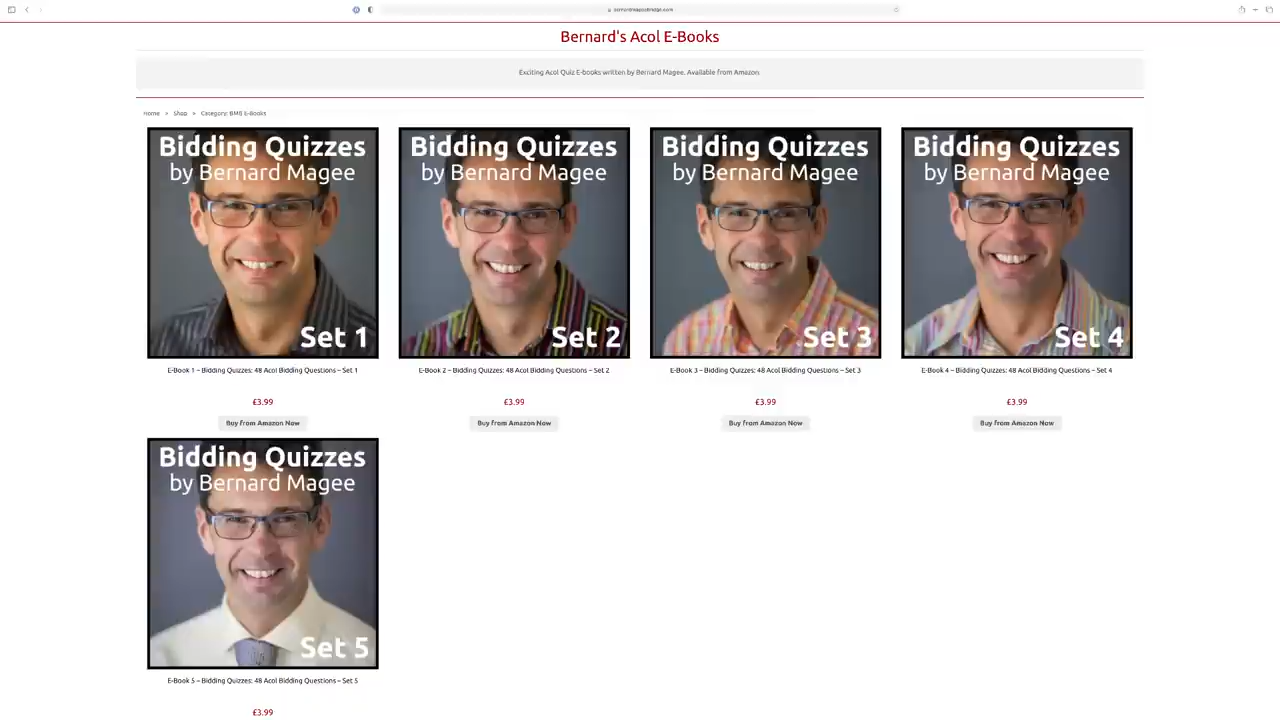 Bernard's Acol E-Books
Exciting Acol Quiz E-books written by Bernard Magee. Available from Amazon
Home > Shop > Category: BMB E-Books
Bidding Quizzes
by Bernard Magee
Set 1
Bidding Quizzes
by Bernard Magee
Set 2
Bidding Quizzes
by Bernard Magee
Set 3
Bidding Quizzes
by Bernard Magee
Set 4
E-Book 1 – Bidding Quizzes: 48 Acol Bidding Questions – Set 1
E-Book 2 – Bidding Quizzes: 48 Acol Bidding Questions – Set 2
E-Book 3 – Bidding Quizzes: 48 Acol Bidding Questions – Set 3
E-Book 4 – Bidding Quizzes: 48 Acol Bidding Questions – Set 4
£3.99
£3.99
£3.99
£3.99
Buy from Amazon Now
Buy from Amazon Now
Buy from Amazon Now
Buy from Amazon Now
Bidding Quizzes
by Bernard Magee
Set 5
E-Book 5 – Bidding Quizzes: 48 Acol Bidding Questions – Set 5
£3.99